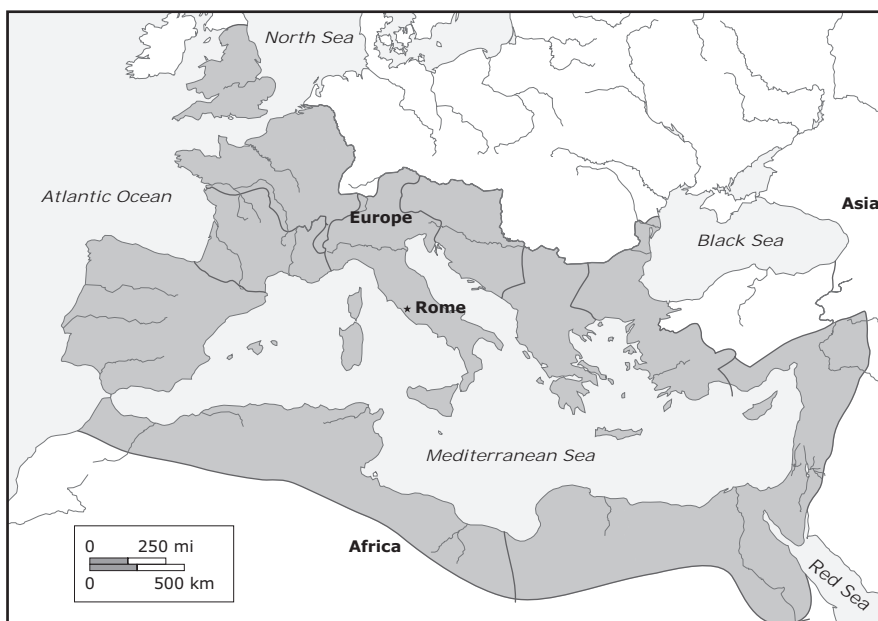 North Sea
Atlantic Ocean
Europe
Asia
Black Sea
★ Rome
Mediterranean Sea
Africa
0 250 mi
0 500 km
Red Sea